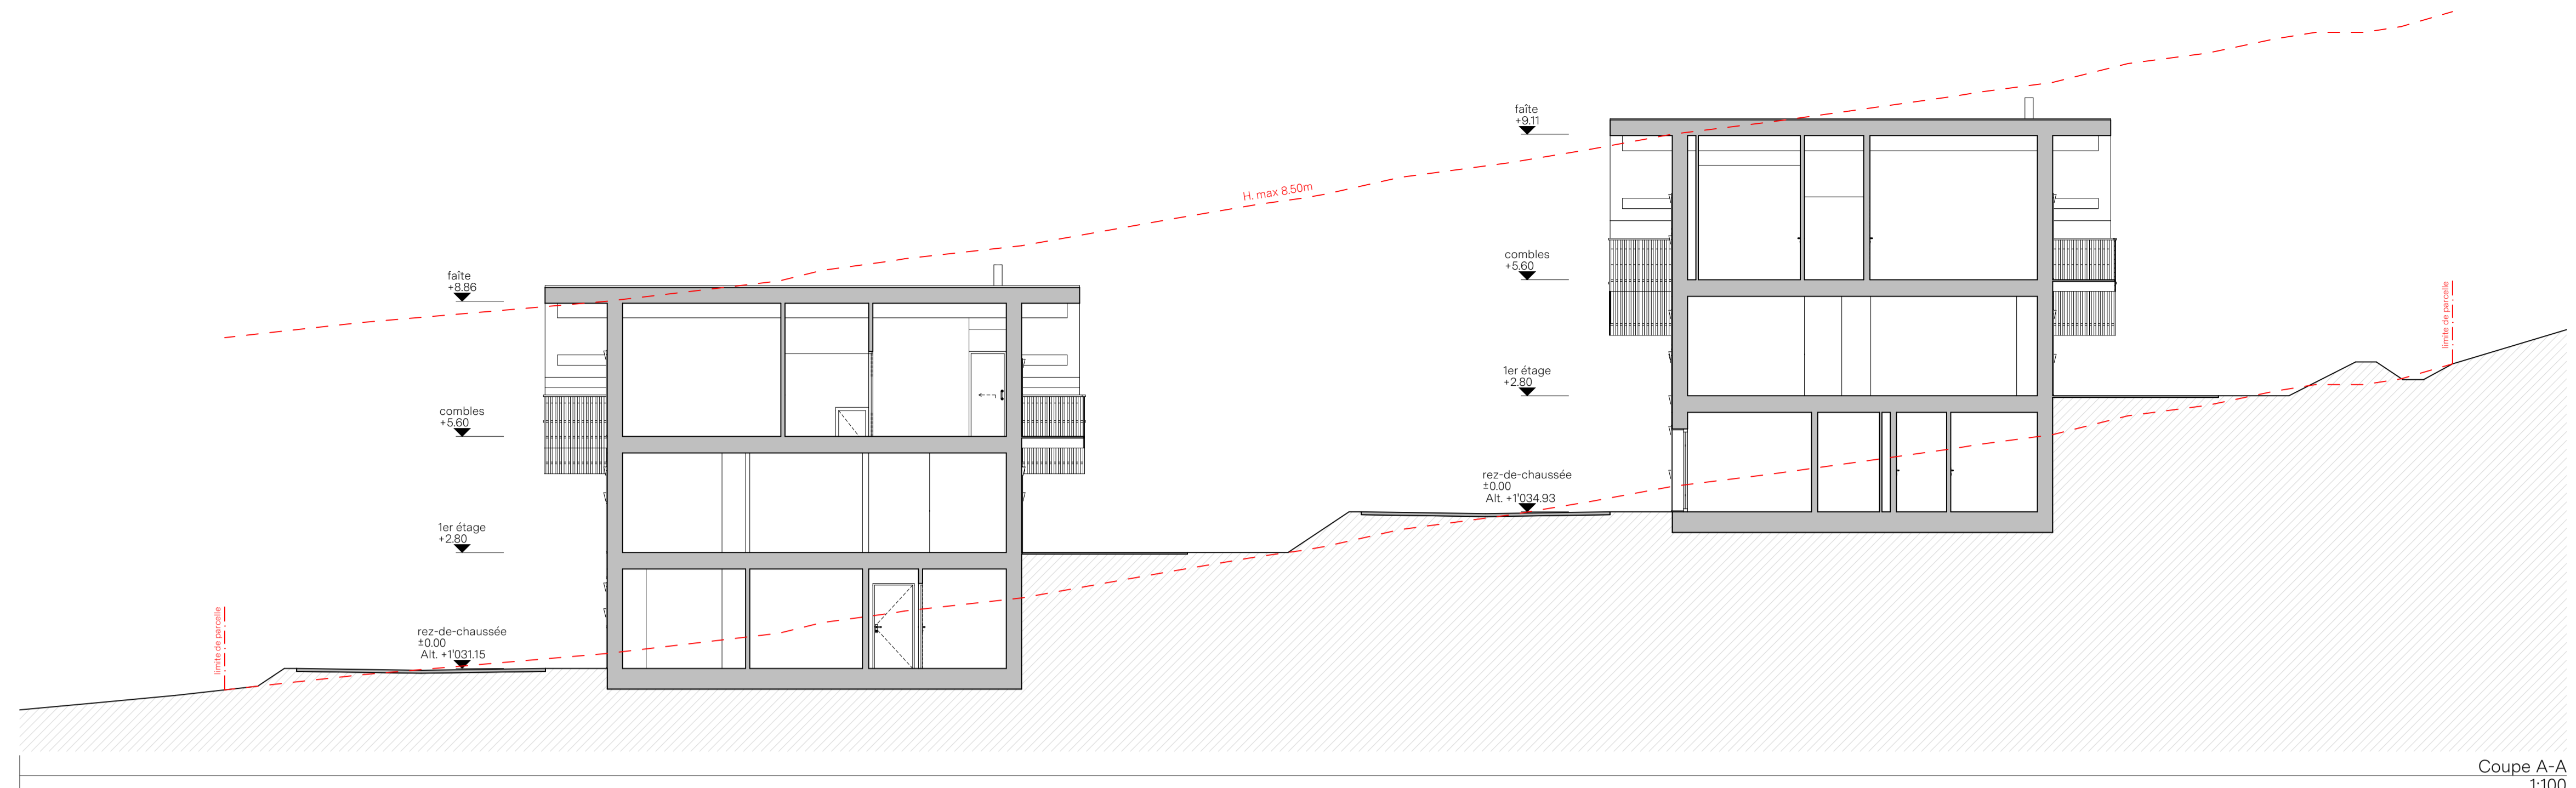 faîte
+9.11
H. max 8.50m
combles
+5.60
faîte
+8.86
limite de parcelle
1er étage
+2.80
combles
+5.60
rez-de-chaussée
±0.00
Alt. +1'034.93
1er étage
+2.80
limite de parcelle
rez-de-chaussée
±0.00
Alt. +1'031.15
Coupe A-A
1:100